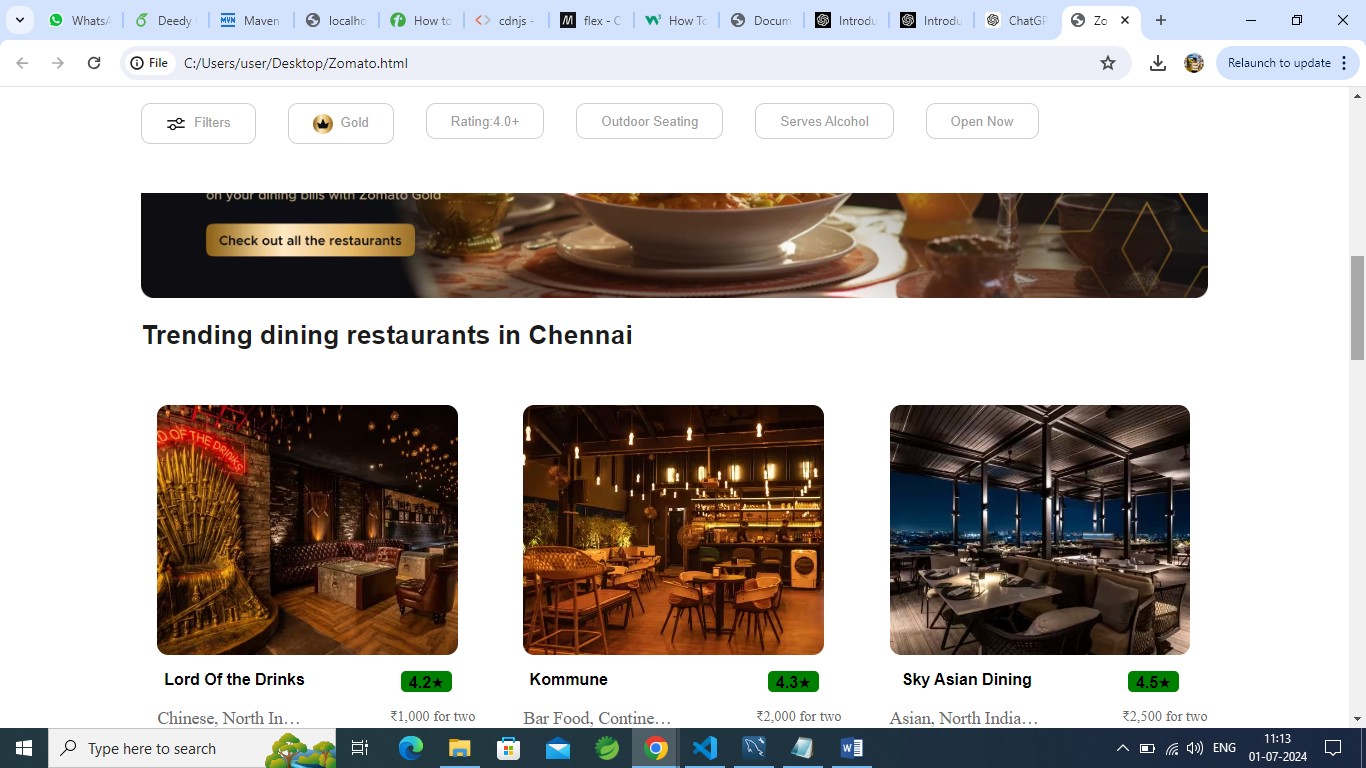 WhatsA
Deedy
Maven
localho
How to
cdnjs -
flex - C
How To
Docum
Introdu
Introdu
ChatGP
Zo
File
C:/Users/user/Desktop/Zomato.html
Relaunch to update
Filters
Gold
Rating:4.0+
Outdoor Seating
Serves Alcohol
Open Now
on your dining bills with Zomato Gold
Check out all the restaurants
Trending dining restaurants in Chennai
D OF THE DRINKS
Lord Of the Drinks
4.2★
Kommune
4.3★
Sky Asian Dining
4.5★
Chinese, North In…
₹1,000 for two
Bar Food, Contine…
₹2,000 for two
Asian, North India…
₹2,500 for two
Type here to search
ENG
11:13
01-07-2024